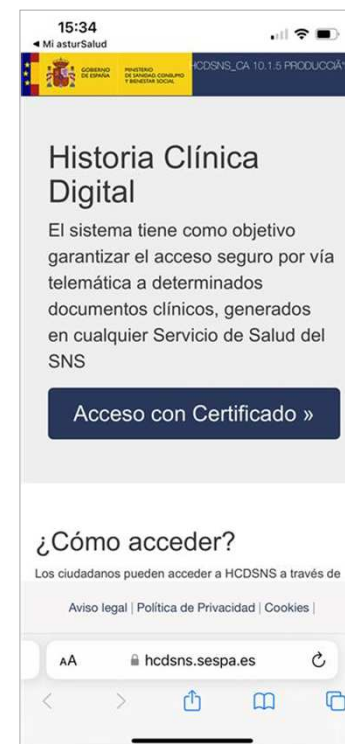 15:34
◀ Mi asturSalud
GOBIERNO DE ESPAÑA
MINISTERIO DE SANIDAD, CONSUMO Y BIENESTAR SOCIAL
HCDSNS_CA 10.1.5 PRODUCCIÃ
Historia Clínica
Digital
El sistema tiene como objetivo
garantizar el acceso seguro por vía
telemática a determinados
documentos clínicos, generados
en cualquier Servicio de Salud del
SNS
Acceso con Certificado »
¿Cómo acceder?
Los ciudadanos pueden acceder a HCDSNS a través de
Aviso legal | Política de Privacidad | Cookies |
AA hcdsns.sespa.es